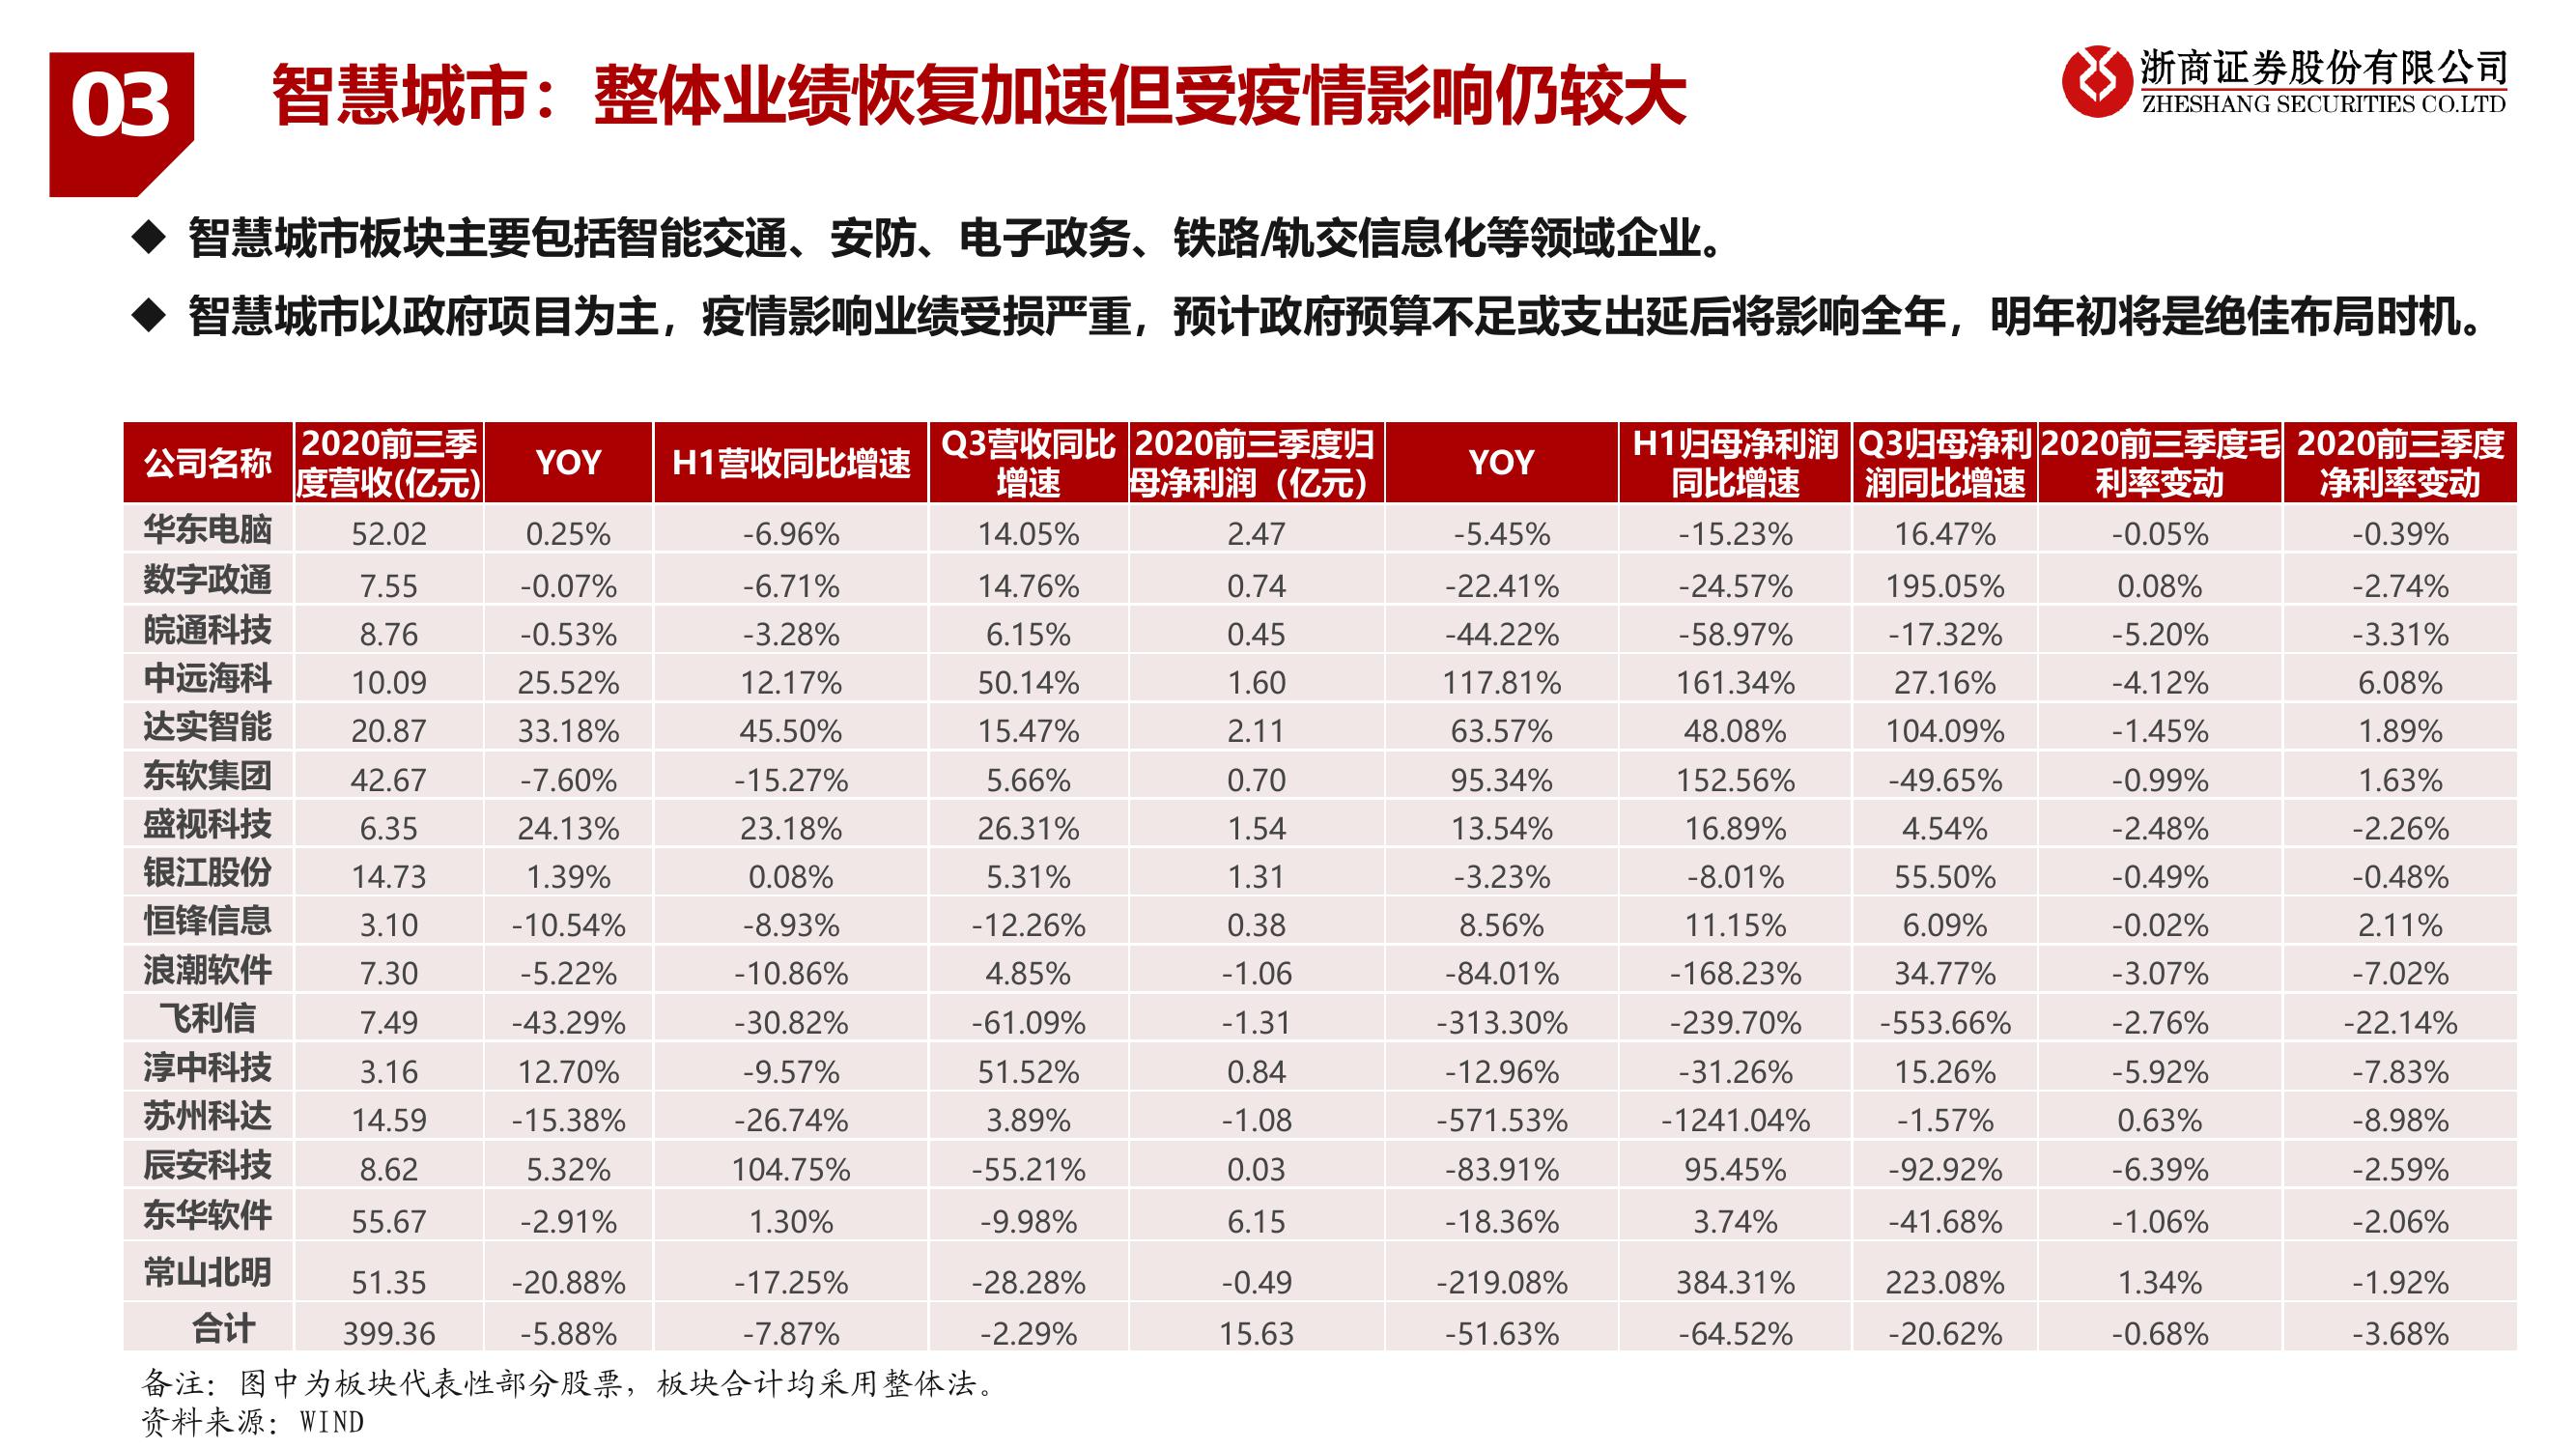 03
智慧城市：整体业绩恢复加速但受疫情影响仍较大
浙商证券股份有限公司
ZHESHANG SECURITIES CO.LTD
◆ 智慧城市板块主要包括智能交通、安防、电子政务、铁路/轨交信息化等领域企业。
◆ 智慧城市以政府项目为主，疫情影响业绩受损严重，预计政府预算不足或支出延后将影响全年，明年初将是绝佳布局时机。
公司名称 2020前三季度营收(亿元) YOY H1营收同比增速 Q3营收同比增速 2020前三季度归母净利润（亿元） YOY H1归母净利润同比增速 Q3归母净利润同比增速 2020前三季度毛利率变动 2020前三季度净利率变动
华东电脑 52.02 0.25% -6.96% 14.05% 2.47 -5.45% -15.23% 16.47% -0.05% -0.39%
数字政通 7.55 -0.07% -6.71% 14.76% 0.74 -22.41% -24.57% 195.05% 0.08% -2.74%
皖通科技 8.76 -0.53% -3.28% 6.15% 0.45 -44.22% -58.97% -17.32% -5.20% -3.31%
中远海科 10.09 25.52% 12.17% 50.14% 1.60 117.81% 161.34% 27.16% -4.12% 6.08%
达实智能 20.87 33.18% 45.50% 15.47% 2.11 63.57% 48.08% 104.09% -1.45% 1.89%
东软集团 42.67 -7.60% -15.27% 5.66% 0.70 95.34% 152.56% -49.65% -0.99% 1.63%
盛视科技 6.35 24.13% 23.18% 26.31% 1.54 13.54% 16.89% 4.54% -2.48% -2.26%
银江股份 14.73 1.39% 0.08% 5.31% 1.31 -3.23% -8.01% 55.50% -0.49% -0.48%
恒锋信息 3.10 -10.54% -8.93% -12.26% 0.38 8.56% 11.15% 6.09% -0.02% 2.11%
浪潮软件 7.30 -5.22% -10.86% 4.85% -1.06 -84.01% -168.23% 34.77% -3.07% -7.02%
飞利信 7.49 -43.29% -30.82% -61.09% -1.31 -313.30% -239.70% -553.66% -2.76% -22.14%
淳中科技 3.16 12.70% -9.57% 51.52% 0.84 -12.96% -31.26% 15.26% -5.92% -7.83%
苏州科达 14.59 -15.38% -26.74% 3.89% -1.08 -571.53% -1241.04% -1.57% 0.63% -8.98%
辰安科技 8.62 5.32% 104.75% -55.21% 0.03 -83.91% 95.45% -92.92% -6.39% -2.59%
东华软件 55.67 -2.91% 1.30% -9.98% 6.15 -18.36% 3.74% -41.68% -1.06% -2.06%
常山北明 51.35 -20.88% -17.25% -28.28% -0.49 -219.08% 384.31% 223.08% 1.34% -1.92%
合计 399.36 -5.88% -7.87% -2.29% 15.63 -51.63% -64.52% -20.62% -0.68% -3.68%
备注：图中为板块代表性部分股票，板块合计均采用整体法。
资料来源：WIND